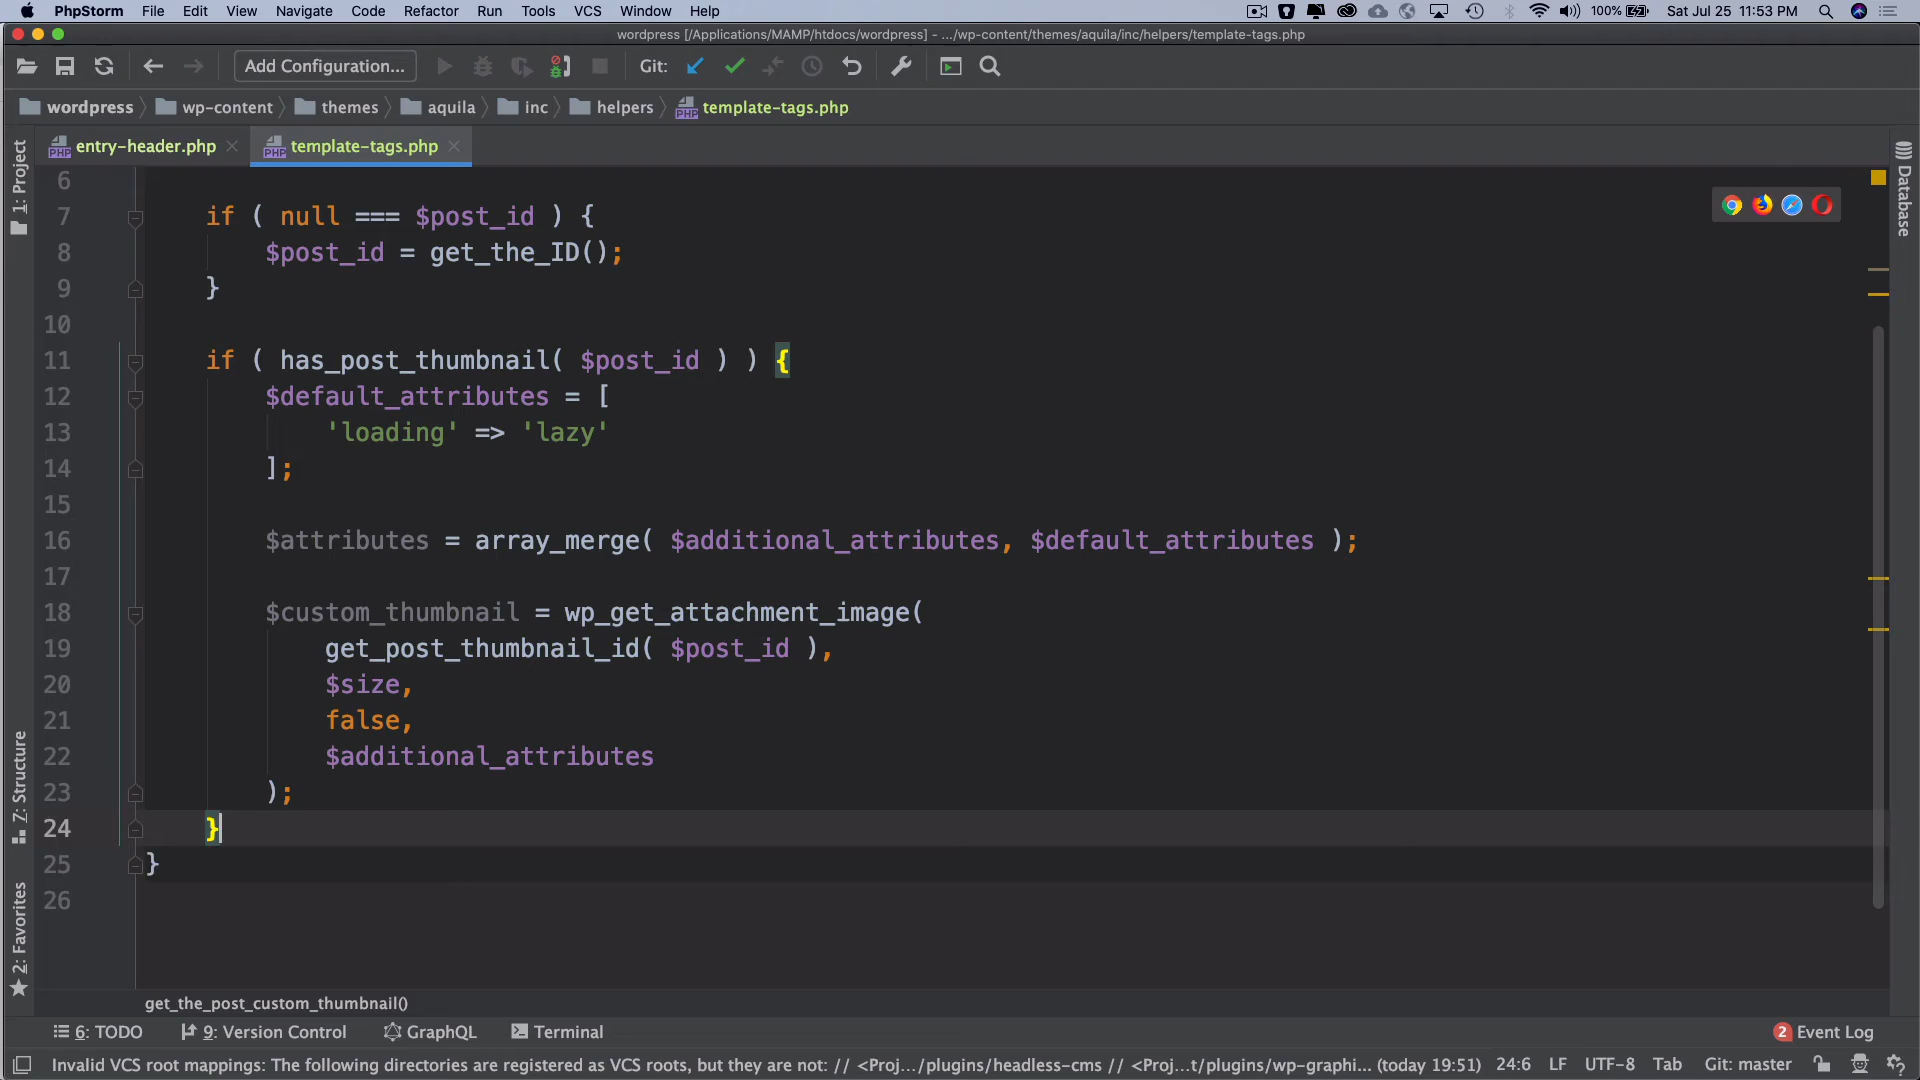 PhpStorm File Edit View Navigate Code Refactor Run Tools VCS Window Help 100% Sat Jul 25 11:53 PM
wordpress [/Applications/MAMP/htdocs/wordpress] - .../wp-content/themes/aquila/inc/helpers/template-tags.php
Add Configuration... Git:
wordpress wp-content themes aquila inc helpers template-tags.php
entry-header.php template-tags.php
1: Project
Z: Structure
2: Favorites
Database
6
7 if ( null === $post_id ) {
8 $post_id = get_the_ID();
9 }
10
11 if ( has_post_thumbnail( $post_id ) ) {
12 $default_attributes = [
13 'loading' => 'lazy'
14 ];
15
16 $attributes = array_merge( $additional_attributes, $default_attributes );
17
18 $custom_thumbnail = wp_get_attachment_image(
19 get_post_thumbnail_id( $post_id ),
20 $size,
21 false,
22 $additional_attributes
23 );
24 }
25 }
26
get_the_post_custom_thumbnail()
6: TODO 9: Version Control GraphQL Terminal 2 Event Log
Invalid VCS root mappings: The following directories are registered as VCS roots, but they are not: // <Proj.../plugins/headless-cms // <Proj...t/plugins/wp-graphi... (today 19:51) 24:6 LF UTF-8 Tab Git: master